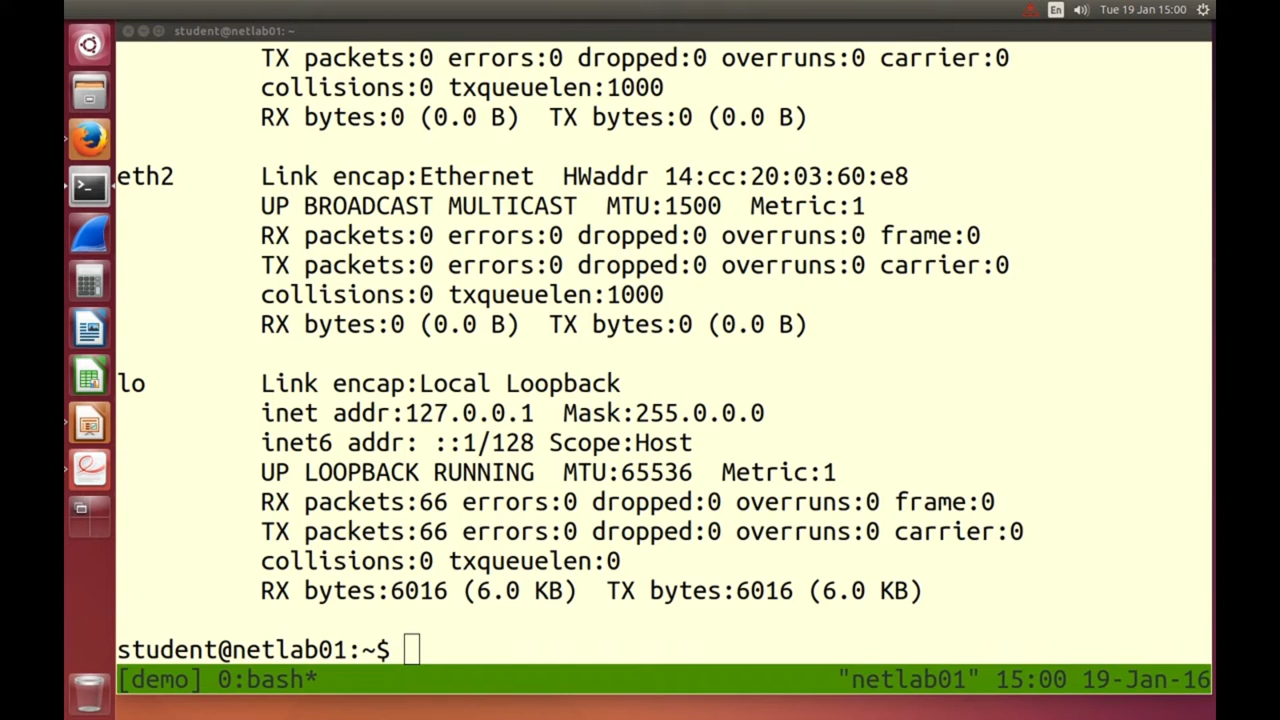 En Tue 19 Jan 15:00
student@netlab01: ~
TX packets:0 errors:0 dropped:0 overruns:0 carrier:0
collisions:0 txqueuelen:1000
RX bytes:0 (0.0 B)  TX bytes:0 (0.0 B)
eth2 Link encap:Ethernet  HWaddr 14:cc:20:03:60:e8
UP BROADCAST MULTICAST  MTU:1500  Metric:1
RX packets:0 errors:0 dropped:0 overruns:0 frame:0
TX packets:0 errors:0 dropped:0 overruns:0 carrier:0
collisions:0 txqueuelen:1000
RX bytes:0 (0.0 B)  TX bytes:0 (0.0 B)
lo Link encap:Local Loopback
inet addr:127.0.0.1  Mask:255.0.0.0
inet6 addr: ::1/128 Scope:Host
UP LOOPBACK RUNNING  MTU:65536  Metric:1
RX packets:66 errors:0 dropped:0 overruns:0 frame:0
TX packets:66 errors:0 dropped:0 overruns:0 carrier:0
collisions:0 txqueuelen:0
RX bytes:6016 (6.0 KB)  TX bytes:6016 (6.0 KB)
student@netlab01:~$
[demo] 0:bash* "netlab01" 15:00 19-Jan-16